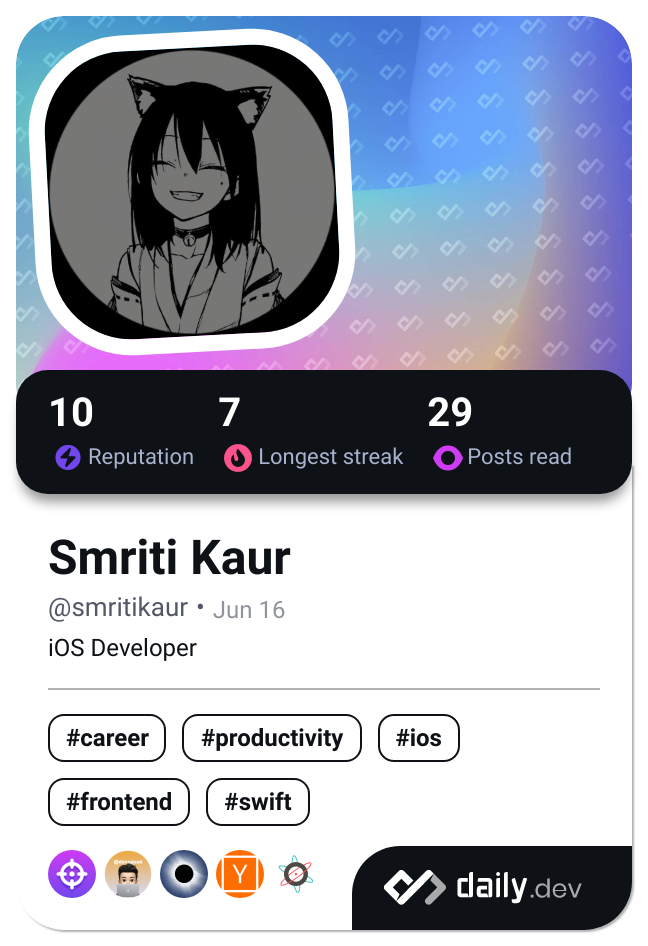 10 7 29
Reputation Longest streak Posts read
Smriti Kaur
@smritikaur • Jun 16
iOS Developer
#career #productivity #ios
#frontend #swift
Y
daily.dev